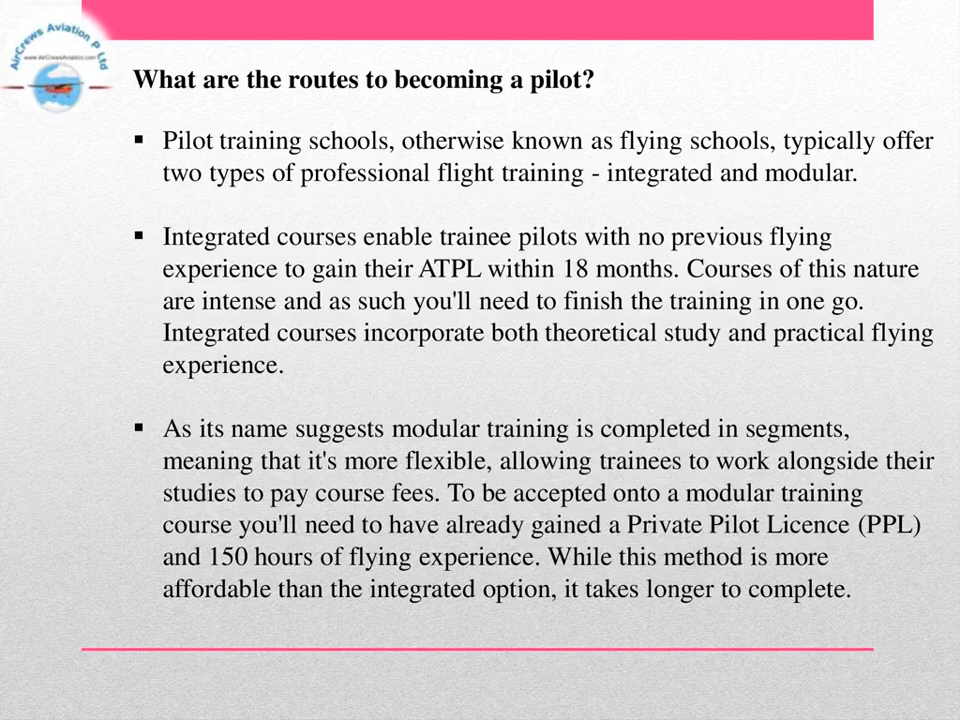 AirCrews Aviation P Ltd
www.AirCrewsAviation.com
What are the routes to becoming a pilot?
▪ Pilot training schools, otherwise known as flying schools, typically offer
two types of professional flight training - integrated and modular.
▪ Integrated courses enable trainee pilots with no previous flying
experience to gain their ATPL within 18 months. Courses of this nature
are intense and as such you'll need to finish the training in one go.
Integrated courses incorporate both theoretical study and practical flying
experience.
▪ As its name suggests modular training is completed in segments,
meaning that it's more flexible, allowing trainees to work alongside their
studies to pay course fees. To be accepted onto a modular training
course you'll need to have already gained a Private Pilot Licence (PPL)
and 150 hours of flying experience. While this method is more
affordable than the integrated option, it takes longer to complete.